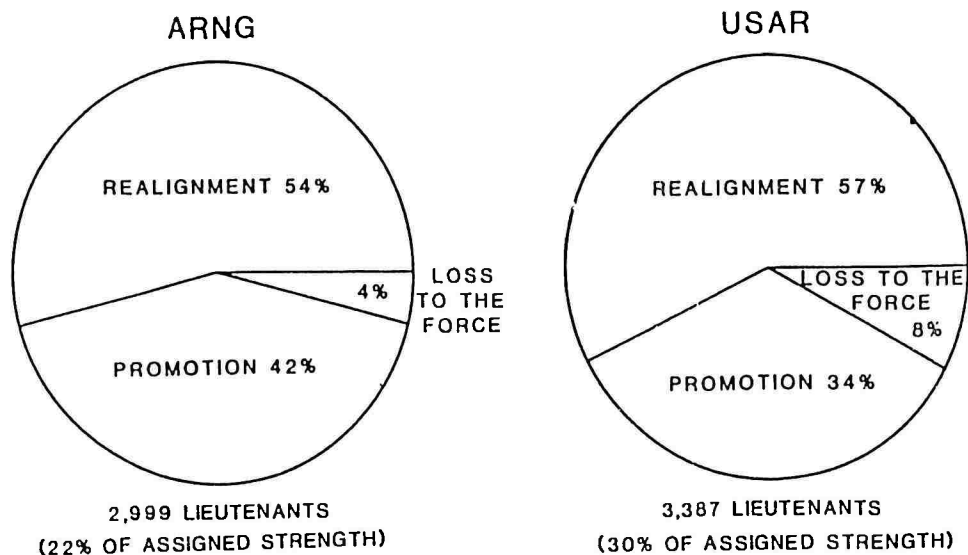 ARNG
REALIGNMENT 54%
4%
LOSS
TO THE
FORCE
PROMOTION 42%
2,999 LIEUTENANTS
(22% OF ASSIGNED STRENGTH)
USAR
REALIGNMENT 57%
LOSS TO THE
FORCE
8%
PROMOTION 34%
3,387 LIEUTENANTS
(30% OF ASSIGNED STRENGTH)